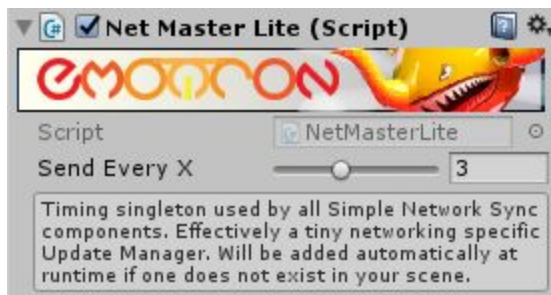 Net Master Lite (Script)
emotitron
Script NetMasterLite
Send Every X 3
Timing singleton used by all Simple Network Sync
components. Effectively a tiny networking specific
Update Manager. Will be added automatically at
runtime if one does not exist in your scene.